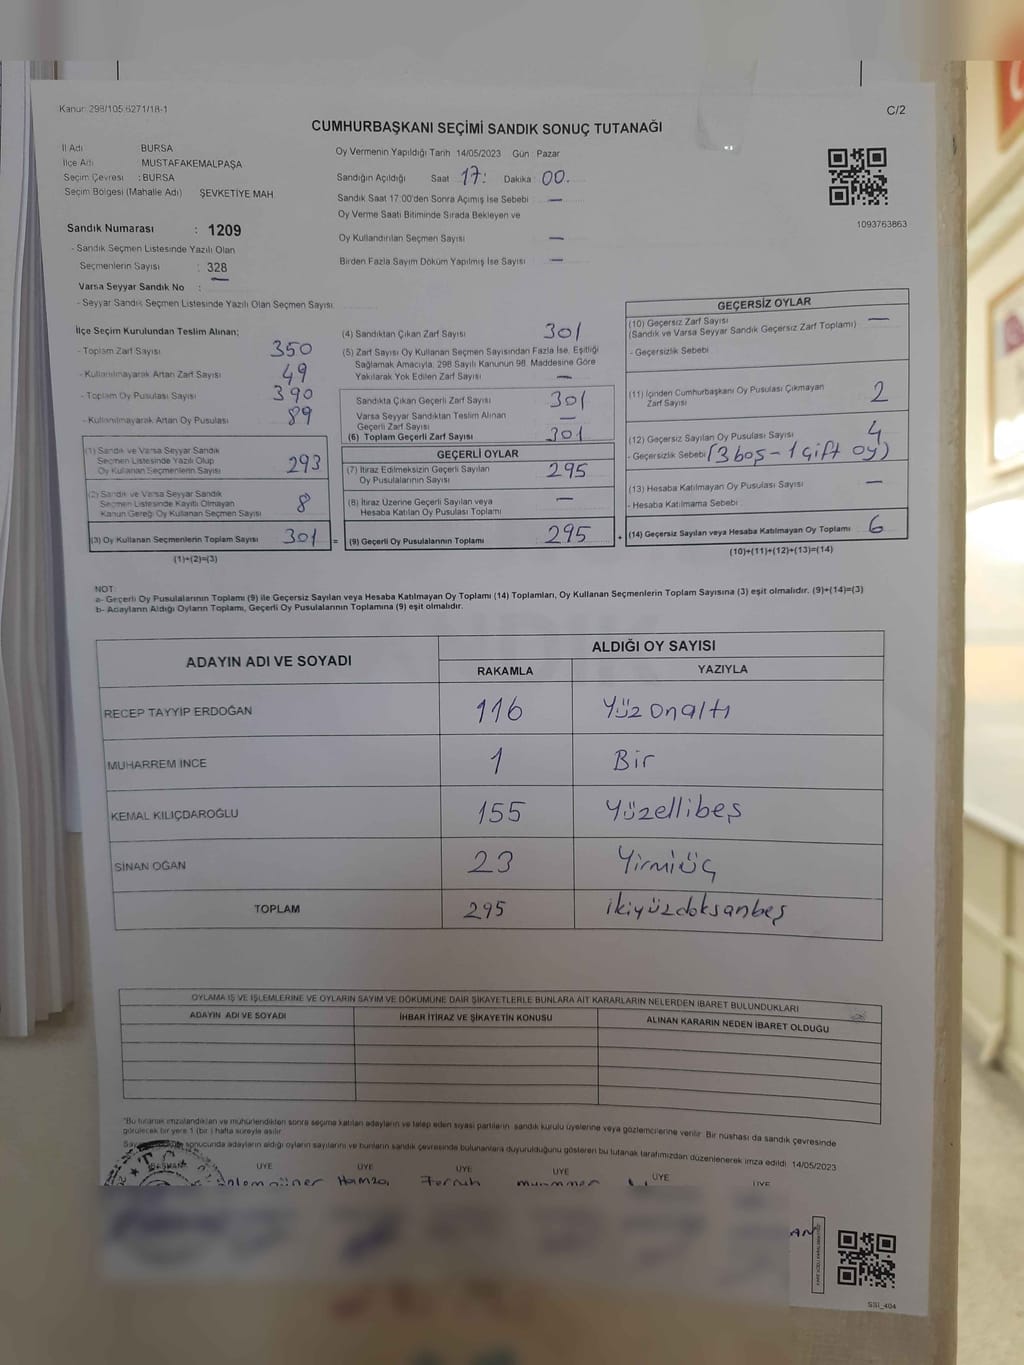 Kanun: 298/105,6271/18-1
C/2
CUMHURBAŞKANI SEÇİMİ SANDIK SONUÇ TUTANAĞI
İl Adı BURSA
İlçe Adı MUSTAFAKEMALPAŞA
Seçim Çevresi : BURSA
Seçim Bölgesi (Mahalle Adı) ŞEVKETİYE MAH.
Sandık Numarası : 1209
- Sandık Seçmen Listesinde Yazılı Olan
Seçmenlerin Sayısı : 328
Varsa Seyyar Sandık No :
- Seyyar Sandık Seçmen Listesinde Yazılı Olan Seçmen Sayısı:
Oy Vermenin Yapıldığı Tarih 14/05/2023 Gün Pazar
Sandığın Açıldığı Saat 17: Dakika 00.
Sandık Saat 17:00'den Sonra Açımış İse Sebebi —
Oy Verme Saati Bitiminde Sırada Bekleyen ve
Oy Kullandırılan Seçmen Sayısı —
Birden Fazla Sayım Döküm Yapılmış İse Sayısı —
1093763863
İlçe Seçim Kurulundan Teslim Alınan;
- Toplam Zarf Sayısı 350
- Kullanılmayarak Artan Zarf Sayısı 49
- Toplam Oy Pusulası Sayısı 390
- Kullanılmayarak Artan Oy Pusulası 89
(1) Sandık ve Varsa Seyyar Sandık
Seçmen Listesinde Yazılı Olup
Oy Kullanan Seçmenlerin Sayısı 293
(2) Sandık ve Varsa Seyyar Sandık
Seçmen Listesinde Kayıtlı Olmayan
Kanun Gereği Oy Kullanan Seçmen Sayısı 8
(3) Oy Kullanan Seçmenlerin Toplam Sayısı 301 =
(1)+(2)=(3)
(4) Sandıktan Çıkan Zarf Sayısı 301
(5) Zarf Sayısı Oy Kullanan Seçmen Sayısından Fazla İse, Eşitliği
Sağlamak Amacıyla, 298 Sayılı Kanunun 98. Maddesine Göre
Yakılarak Yok Edilen Zarf Sayısı —
Sandıkta Çıkan Geçerli Zarf Sayısı 301
Varsa Seyyar Sandıktan Teslim Alınan
Geçerli Zarf Sayısı —
(6) Toplam Geçerli Zarf Sayısı 301
GEÇERLİ OYLAR
(7) İtiraz Edilmeksizin Geçerli Sayılan
Oy Pusulalarının Sayısı 295
(8) İtiraz Üzerine Geçerli Sayılan veya
Hesaba Katılan Oy Pusulası Toplamı —
(9) Geçerli Oy Pusulalarının Toplamı 295 +
GEÇERSİZ OYLAR
(10) Geçersiz Zarf Sayısı —
(Sandık ve Varsa Seyyar Sandık Geçersiz Zarf Toplamı)
- Geçersizlik Sebebi
(11) İçinden Cumhurbaşkanı Oy Pusulası Çıkmayan
Zarf Sayısı 2
(12) Geçersiz Sayılan Oy Pusulası Sayısı 4
- Geçersizlik Sebebi (3 boş - 1 çift oy)
(13) Hesaba Katılmayan Oy Pusulası Sayısı —
- Hesaba Katılmama Sebebi
(14) Geçersiz Sayılan veya Hesaba Katılmayan Oy Toplamı 6
(10)+(11)+(12)+(13)=(14)
NOT:
a- Geçerli Oy Pusulalarının Toplamı (9) ile Geçersiz Sayılan veya Hesaba Katılmayan Oy Toplamı (14) Toplamları, Oy Kullanan Seçmenlerin Toplam Sayısına (3) eşit olmalıdır. (9)+(14)=(3)
b- Adayların Aldığı Oyların Toplamı, Geçerli Oy Pusulalarının Toplamına (9) eşit olmalıdır.
ADAYIN ADI VE SOYADI ALDIĞI OY SAYISI
RAKAMLA YAZIYLA
RECEP TAYYİP ERDOĞAN 116 Yüz onaltı
MUHARREM İNCE 1 Bir
KEMAL KILIÇDAROĞLU 155 Yüzellibeş
SİNAN OĞAN 23 Yirmiüç
TOPLAM 295 ikiyüzdoksanbeş
OYLAMA İŞ VE İŞLEMLERİNE VE OYLARIN SAYIM VE DÖKÜMÜNE DAİR ŞİKAYETLERLE BUNLARA AİT KARARLARIN NELERDEN İBARET BULUNDUKLARI
ADAYIN ADI VE SOYADI İHBAR İTİRAZ VE ŞİKAYETİN KONUSU ALINAN KARARIN NEDEN İBARET OLDUĞU
*Bu tutanak imzalandıktan ve mühürlendikten sonra seçime katılan adayların ve talep eden siyasi partilerin sandık kurulu üyelerine veya gözlemcilerine verilir. Bir nüshası da sandık çevresinde
görülecek bir yere 1 (bir ) hafta süreyle asılır.
sonucunda adayların aldığı oyların sayılarını ve bunların sandık çevresinde bulunanlara duyurulduğunu gösteren bu tutanak tarafımızdan düzenlenerek imza edildi. 14/05/2023
ÜYE ÜYE ÜYE ÜYE ÜYE ÜYE
Hamza Ferruh muammer
AN
SSI_404